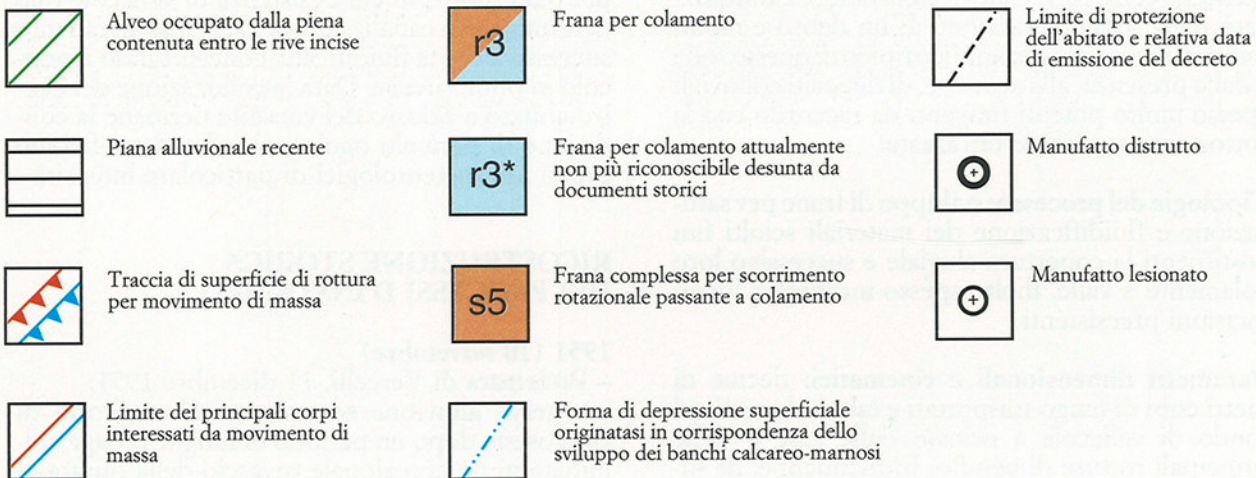 Alveo occupato dalla piena
contenuta entro le rive incise
Piana alluvionale recente
Traccia di superficie di rottura
per movimento di massa
Limite dei principali corpi
interessati da movimento di
massa
r3
Frana per colamento
r3*
Frana per colamento attualmente
non più riconoscibile desunta da
documenti storici
s5
Frana complessa per scorrimento
rotazionale passante a colamento
Forma di depressione superficiale
originatasi in corrispondenza dello
sviluppo dei banchi calcareo-marnosi
Limite di protezione
dell'abitato e relativa data
di emissione del decreto
Manufatto distrutto
Manufatto lesionato